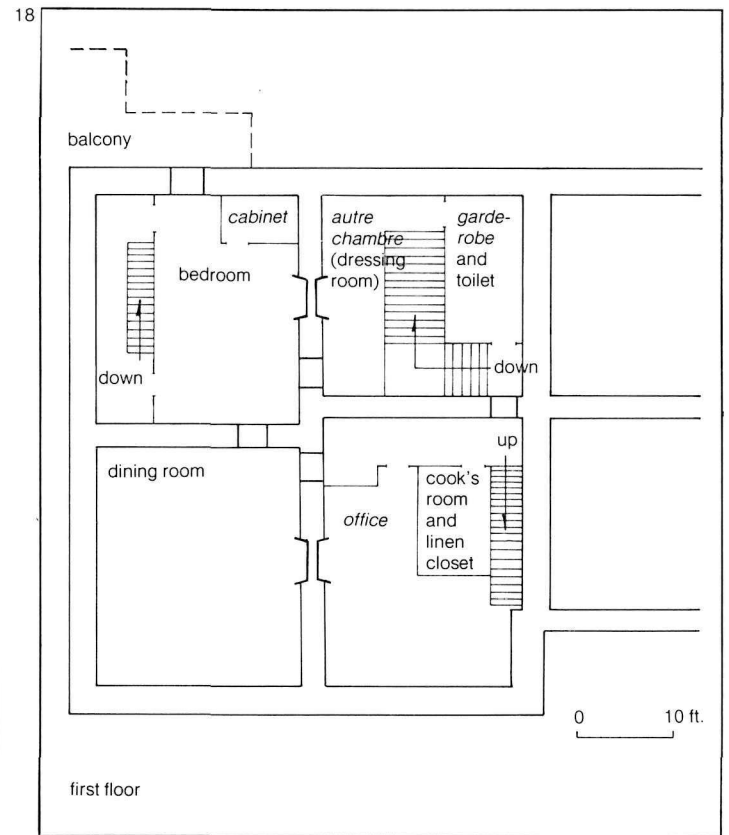 18
balcony
cabinet
autre
chambre
(dressing
room)
garde-
robe
and
toilet
bedroom
down
down
dining room
up
cook's
room
and
linen
closet
office
0 10 ft.
first floor